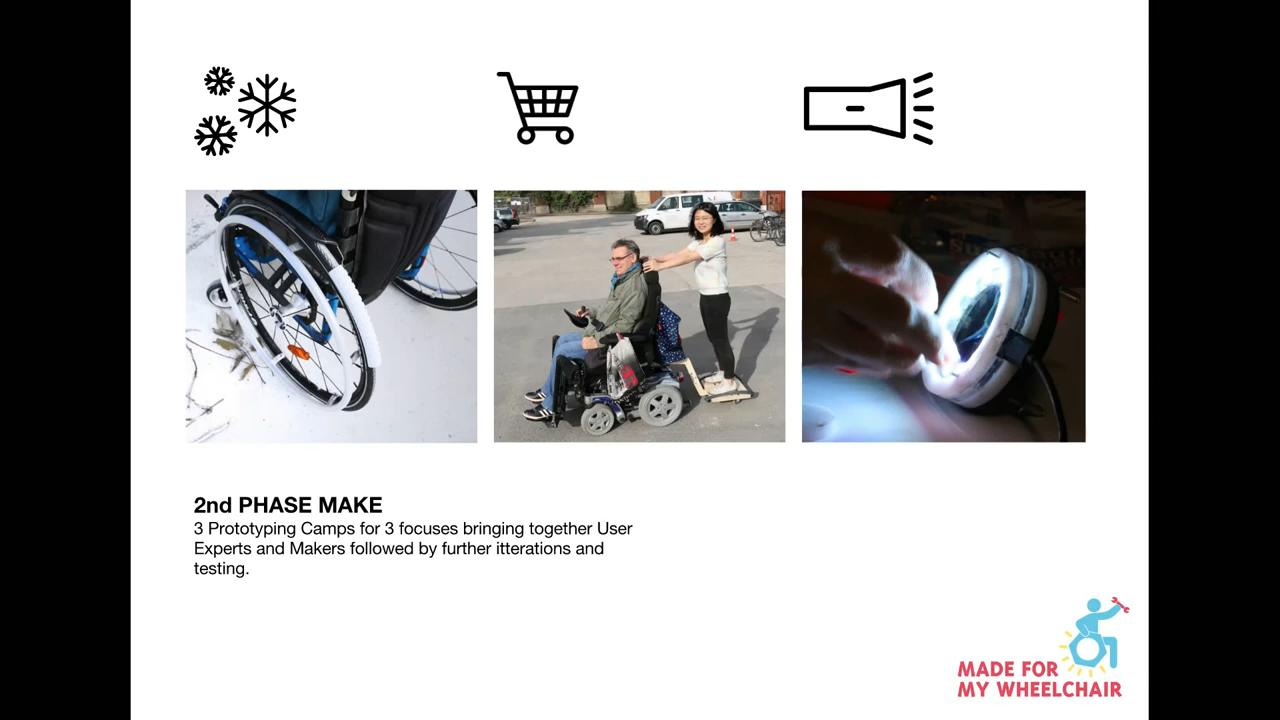 2nd PHASE MAKE
3 Prototyping Camps for 3 focuses bringing together User
Experts and Makers followed by further itterations and
testing.
MADE FOR
MY WHEELCHAIR